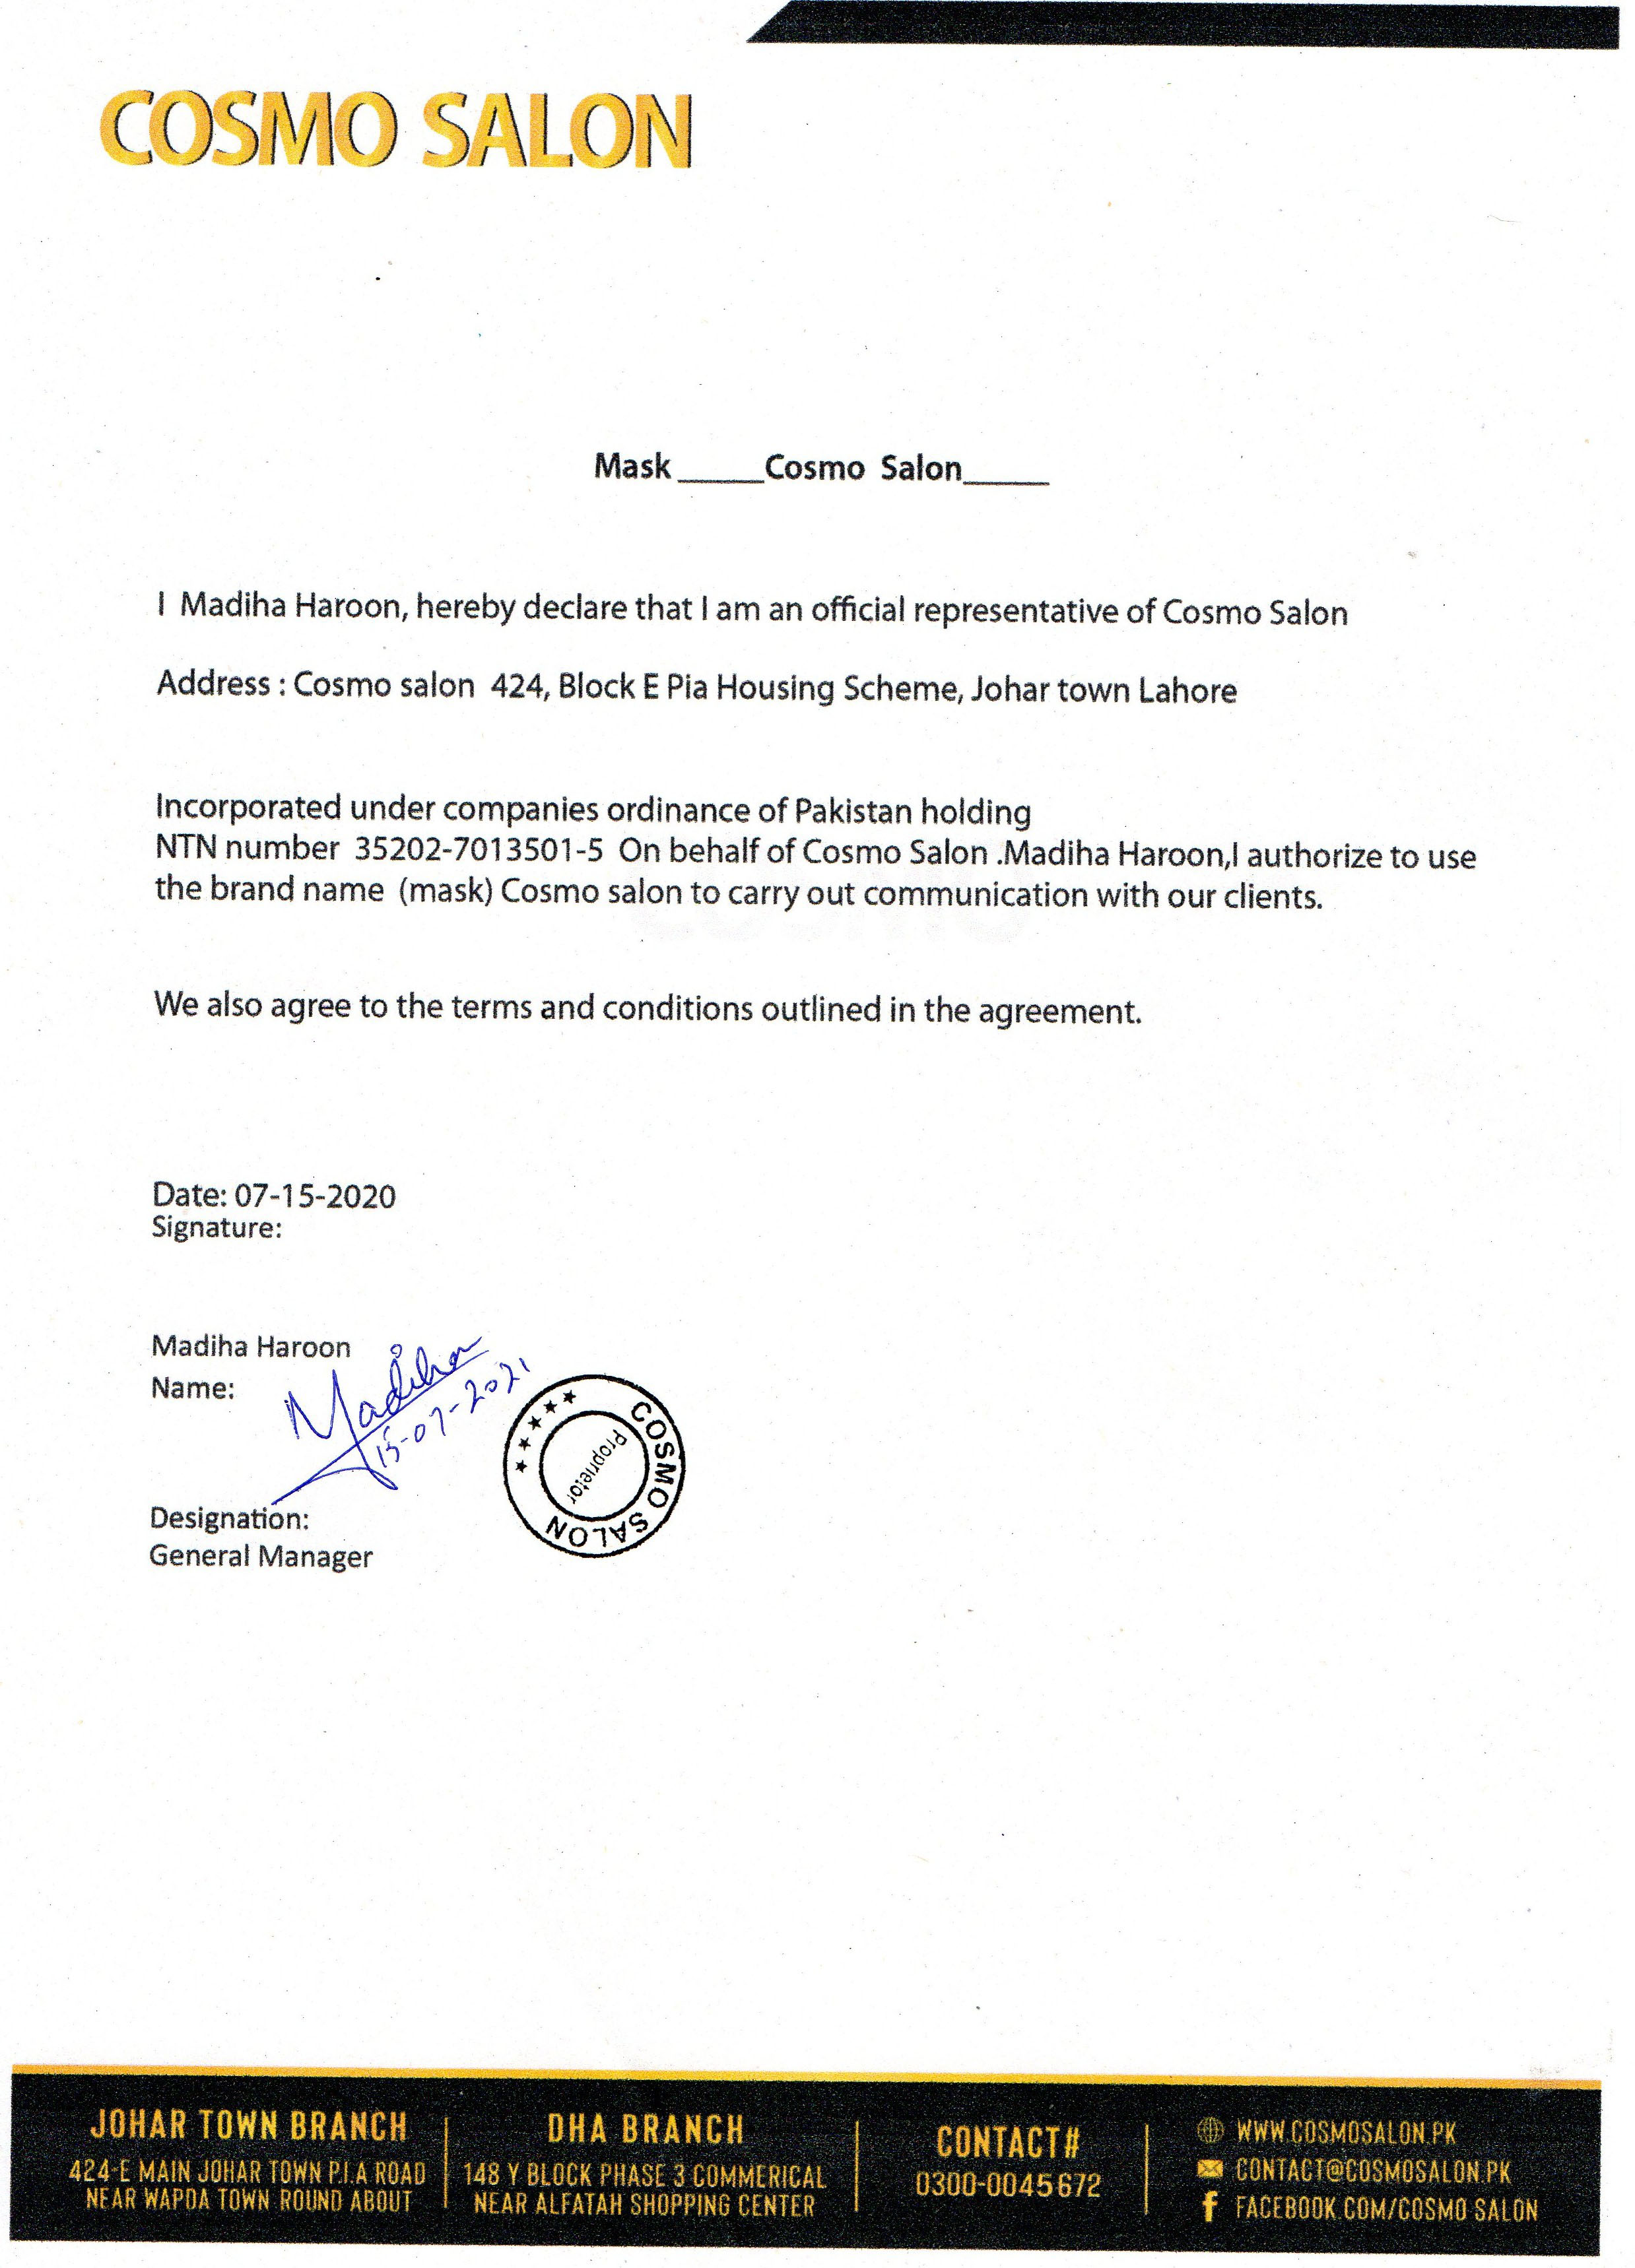 COSMO SALON
Mask _____Cosmo Salon_____
I Madiha Haroon, hereby declare that I am an official representative of Cosmo Salon
Address : Cosmo salon 424, Block E Pia Housing Scheme, Johar town Lahore
Incorporated under companies ordinance of Pakistan holding
NTN number 35202-7013501-5 On behalf of Cosmo Salon .Madiha Haroon,I authorize to use
the brand name (mask) Cosmo salon to carry out communication with our clients.
We also agree to the terms and conditions outlined in the agreement.
Date: 07-15-2020
Signature:
Madiha Haroon
Name:
Madiha
15-07-2021
COSMO SALON
Proprietor
Designation:
General Manager
JOHAR TOWN BRANCH
424-E MAIN JOHAR TOWN P.I.A ROAD
NEAR WAPDA TOWN ROUND ABOUT
DHA BRANCH
148 Y BLOCK PHASE 3 COMMERICAL
NEAR ALFATAH SHOPPING CENTER
CONTACT#
0300-0045672
WWW.COSMOSALON.PK
CONTACT@COSMOSALON.PK
FACEBOOK.COM/COSMO SALON